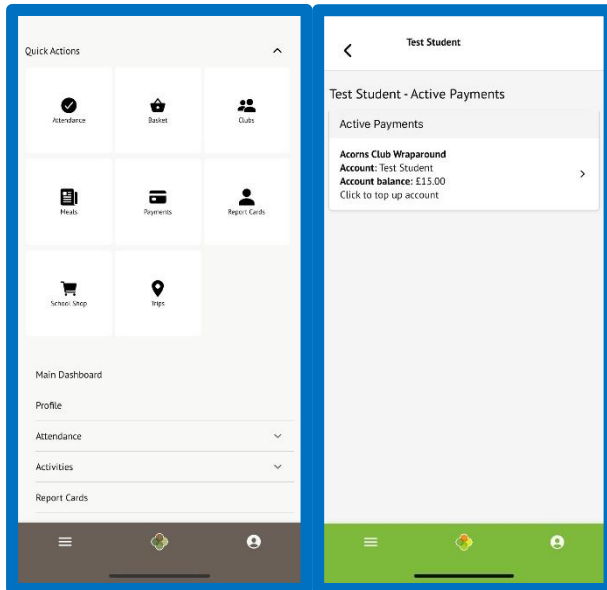 Quick Actions
Attendance
Basket
Clubs
Meals
Payments
Report Cards
School Shop
Trips
Main Dashboard
Profile
Attendance
Activities
Report Cards
Test Student
Test Student - Active Payments
Active Payments
Acorns Club Wraparound
Account: Test Student
Account balance: £15.00
Click to top up account